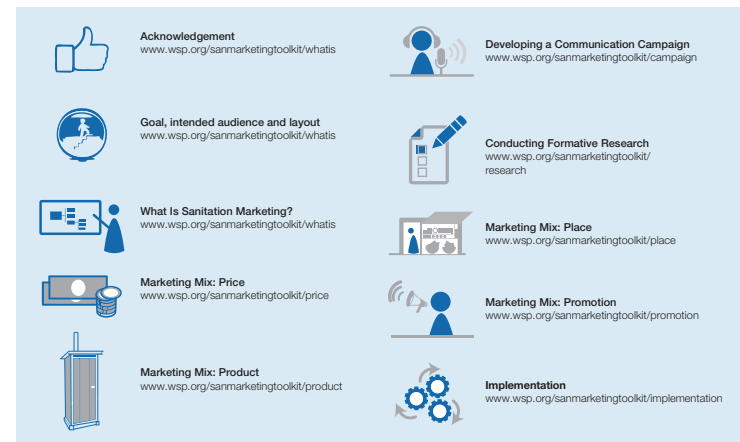 Acknowledgement
www.wsp.org/sanmarketingtoolkit/whatis
Goal, intended audience and layout
www.wsp.org/sanmarketingtoolkit/whatis
What Is Sanitation Marketing?
www.wsp.org/sanmarketingtoolkit/whatis
Marketing Mix: Price
www.wsp.org/sanmarketingtoolkit/price
Marketing Mix: Product
www.wsp.org/sanmarketingtoolkit/product
Developing a Communication Campaign
www.wsp.org/sanmarketingtoolkit/campaign
Conducting Formative Research
www.wsp.org/sanmarketingtoolkit/
research
Marketing Mix: Place
www.wsp.org/sanmarketingtoolkit/place
Marketing Mix: Promotion
www.wsp.org/sanmarketingtoolkit/promotion
Implementation
www.wsp.org/sanmarketingtoolkit/implementation